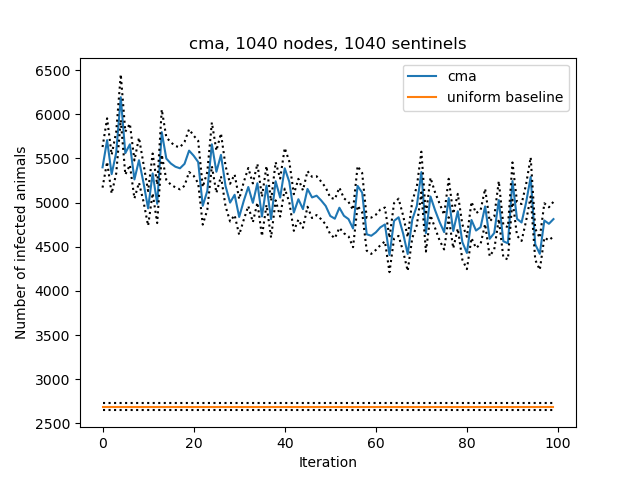 cma, 1040 nodes, 1040 sentinels
cma
uniform baseline
Number of infected animals
6500
6000
5500
5000
4500
4000
3500
3000
2500
0 20 40 60 80 100
Iteration